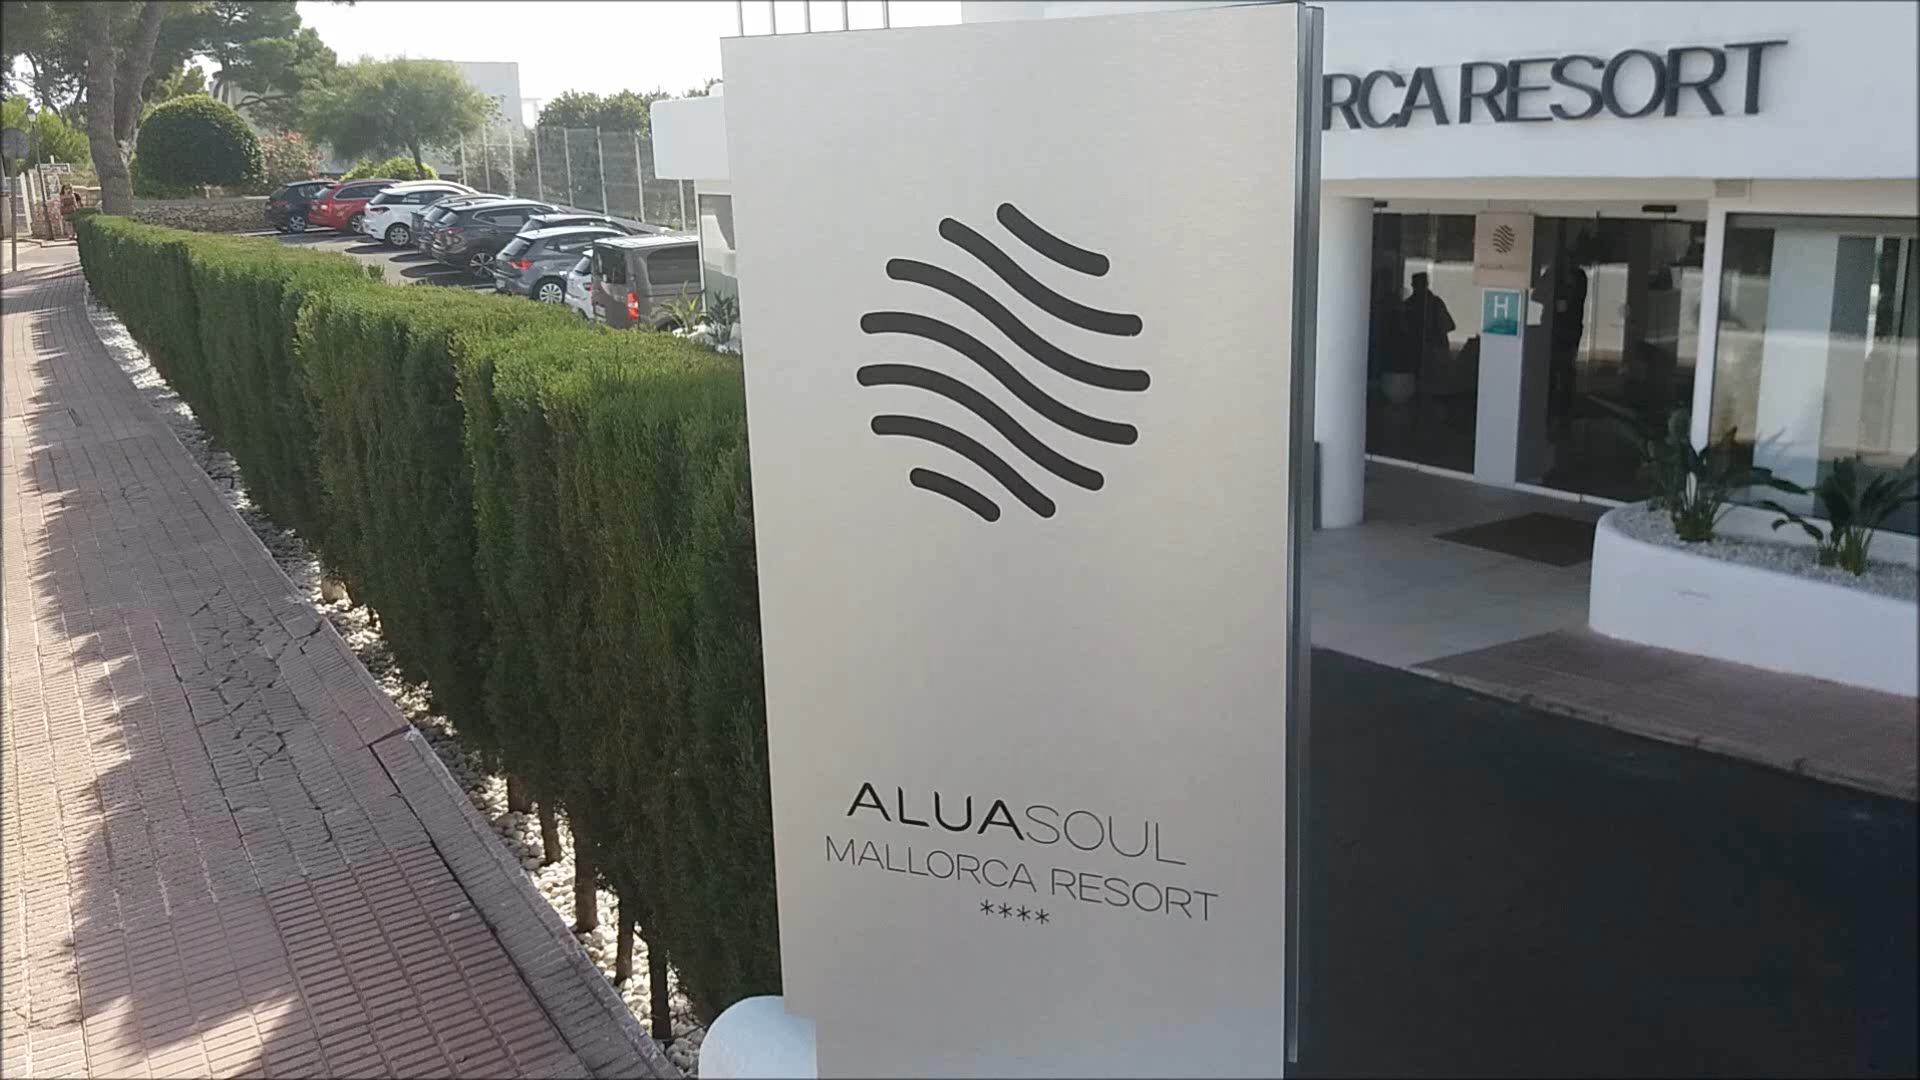 RCA RESORT
H
ALUASOUL
MALLORCA RESORT
****